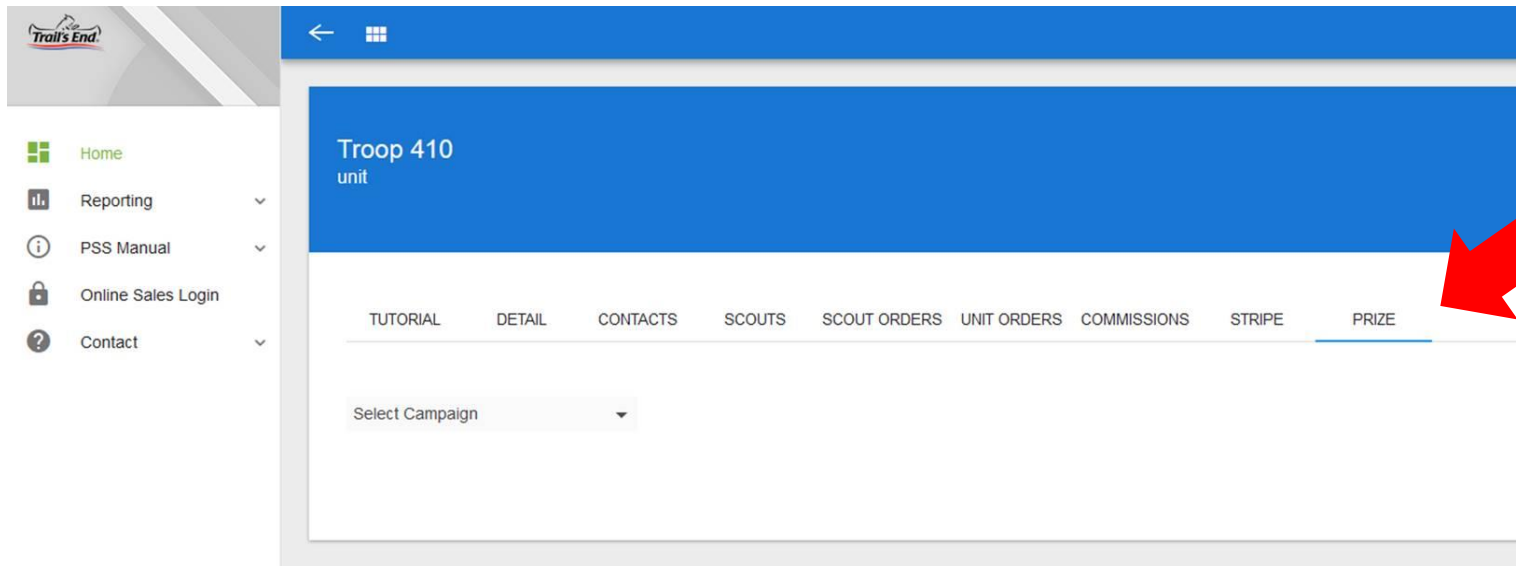 Trail's End.
Home
Reporting
PSS Manual
Online Sales Login
Contact
Troop 410
unit
TUTORIAL DETAIL CONTACTS SCOUTS SCOUT ORDERS UNIT ORDERS COMMISSIONS STRIPE PRIZE
Select Campaign